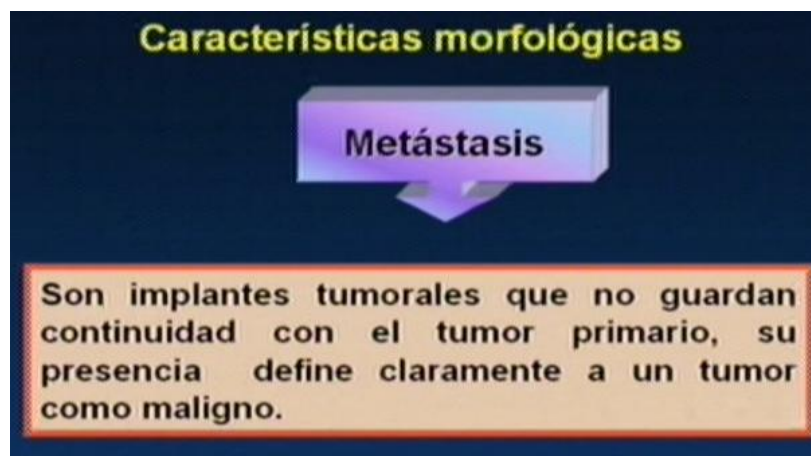 Características morfológicas
Metástasis
Son implantes tumorales que no guardan
continuidad con el tumor primario, su
presencia define claramente a un tumor
como maligno.